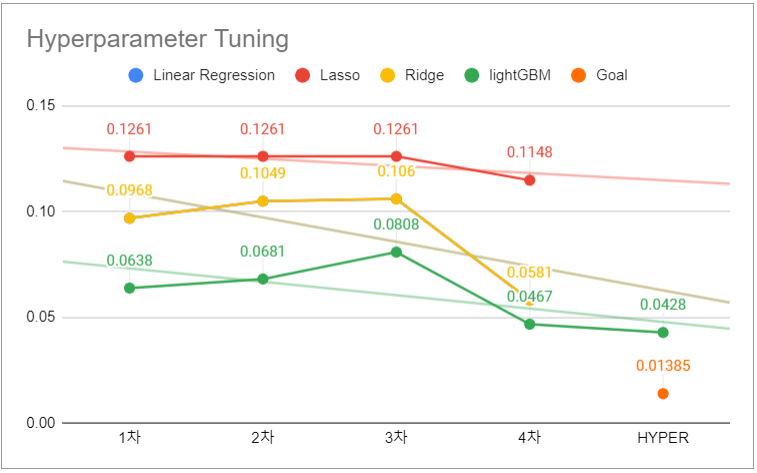 Hyperparameter Tuning
Linear Regression Lasso Ridge lightGBM Goal
0.15
0.1261 0.1261 0.1261
0.1148
0.0968 0.1049 0.106
0.10
0.0638 0.0681 0.0808
0.0581
0.0467 0.0428
0.05
0.01385
0.00
1차 2차 3차 4차 HYPER